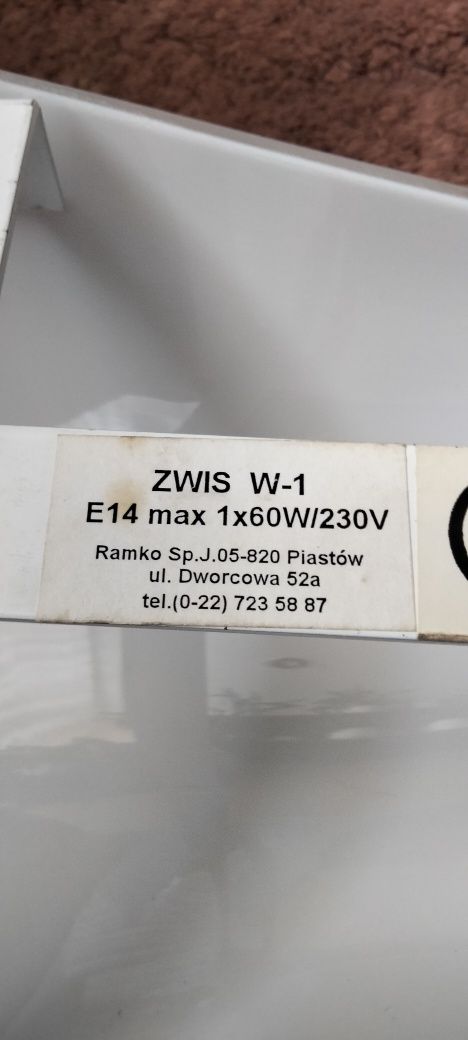 ZWIS W-1
E14 max 1x60W/230V
Ramko Sp.J.05-820 Piastów
ul. Dworcowa 52a
tel.(0-22) 723 58 87